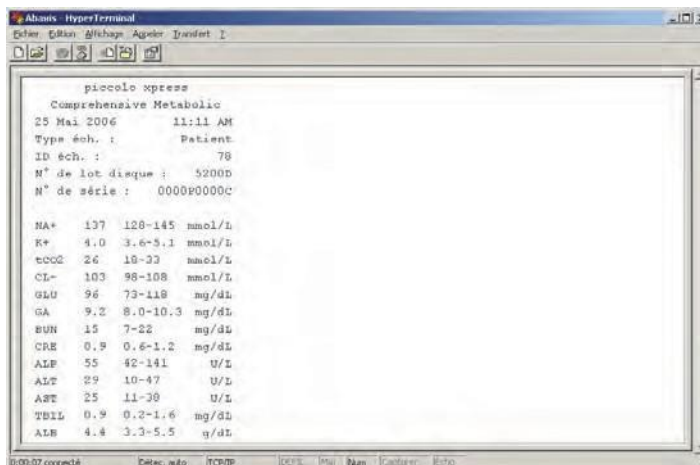 Abaxis - HyperTerminal
Fichier Edition Affichage Appeler Transfert ?
piccolo xpress
Comprehensive Metabolic
25 Mai 2006 11:11 AM
Type éch. : Patient
ID éch. : 78
N° de lot disque : 5200D
N° de série : 0000P0000C
NA+ 137 128-145 mmol/L
K+ 4.0 3.6-5.1 mmol/L
tCO2 26 18-33 mmol/L
CL- 103 98-108 mmol/L
GLU 96 73-118 mg/dL
CA 9.2 8.0-10.3 mg/dL
BUN 15 7-22 mg/dL
CRE 0.9 0.6-1.2 mg/dL
ALP 55 42-141 U/L
ALT 29 10-47 U/L
AST 25 11-38 U/L
TBIL 0.9 0.2-1.6 mg/dL
ALB 4.4 3.3-5.5 g/dL
0:00:07 connecté Détec. auto TCP/IP DEFIL Maj Num Capturer Echo